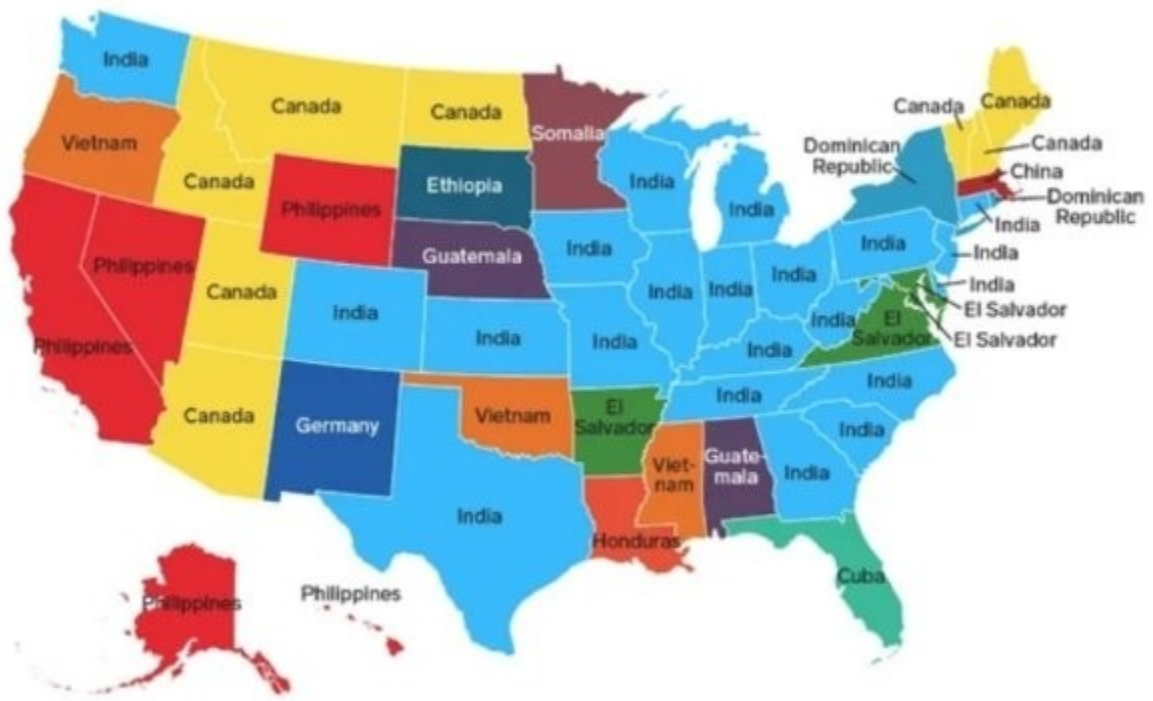 India
Canada
Canada
Canada
Canada
Somalia
Vietnam
Dominican
Republic
Canada
China
Canada
Ethiopia
India
Dominican
Republic
Philippines
India
India
Philippines
Guatemala
India
India
India
Canada
India
India
India
India
El Salvador
India
India
El
Salvador
El Salvador
Philippines
India
India
India
India
India
Canada
Germany
Vietnam
El
Salvador
India
India
Viet-
nam
Guate-
mala
India
India
Honduras
Cuba
Philippines
Philippines